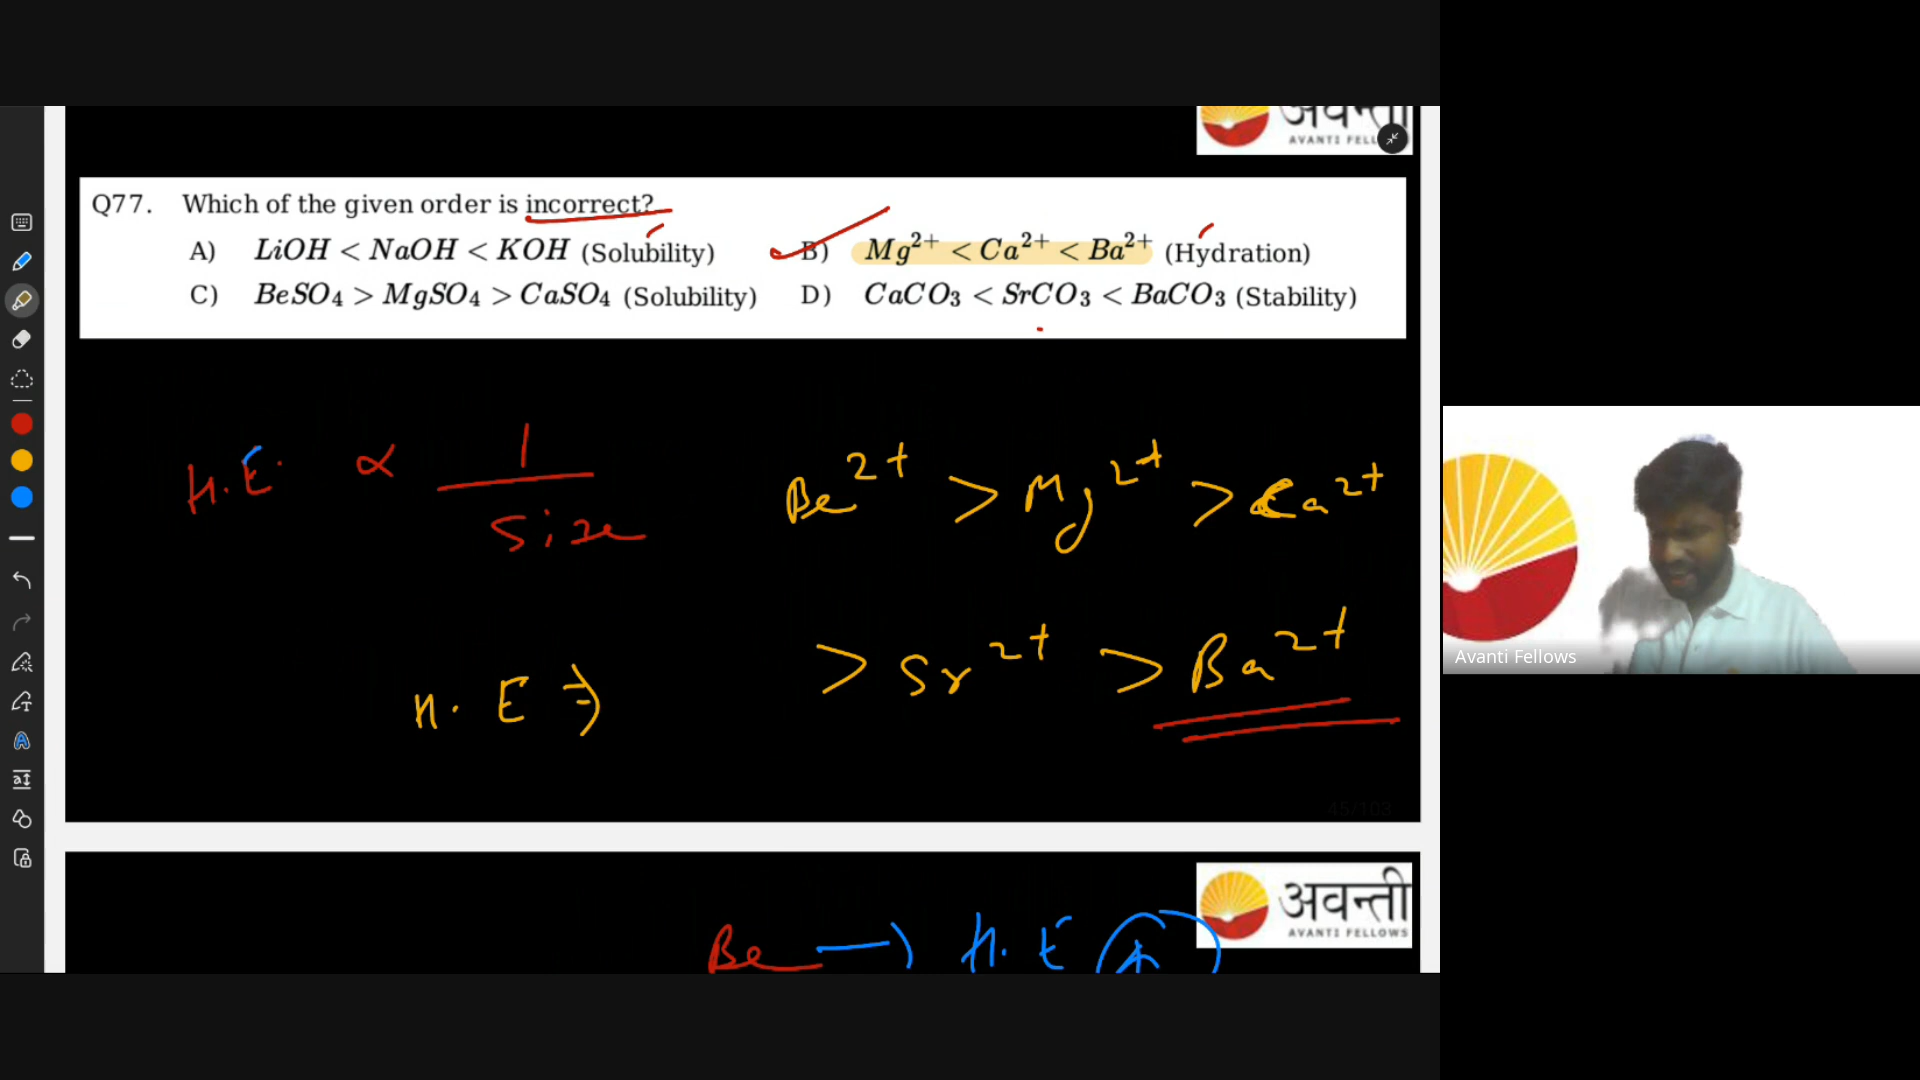 अवन्ती
AVANTI FELL
Q77. Which of the given order is incorrect?
A) LiOH < NaOH < KOH (Solubility) B) Mg²⁺ < Ca²⁺ < Ba²⁺ (Hydration)
C) BeSO₄ > MgSO₄ > CaSO₄ (Solubility) D) CaCO₃ < SrCO₃ < BaCO₃ (Stability)
H.E. ∝ 1 / Size
Be²⁺ > Mg²⁺ > Ca²⁺
H.E ⇒ > Sr²⁺ > Ba²⁺
45/103
Avanti Fellows
अवन्ती
AVANTI FELLOWS
Be → H.E ↑